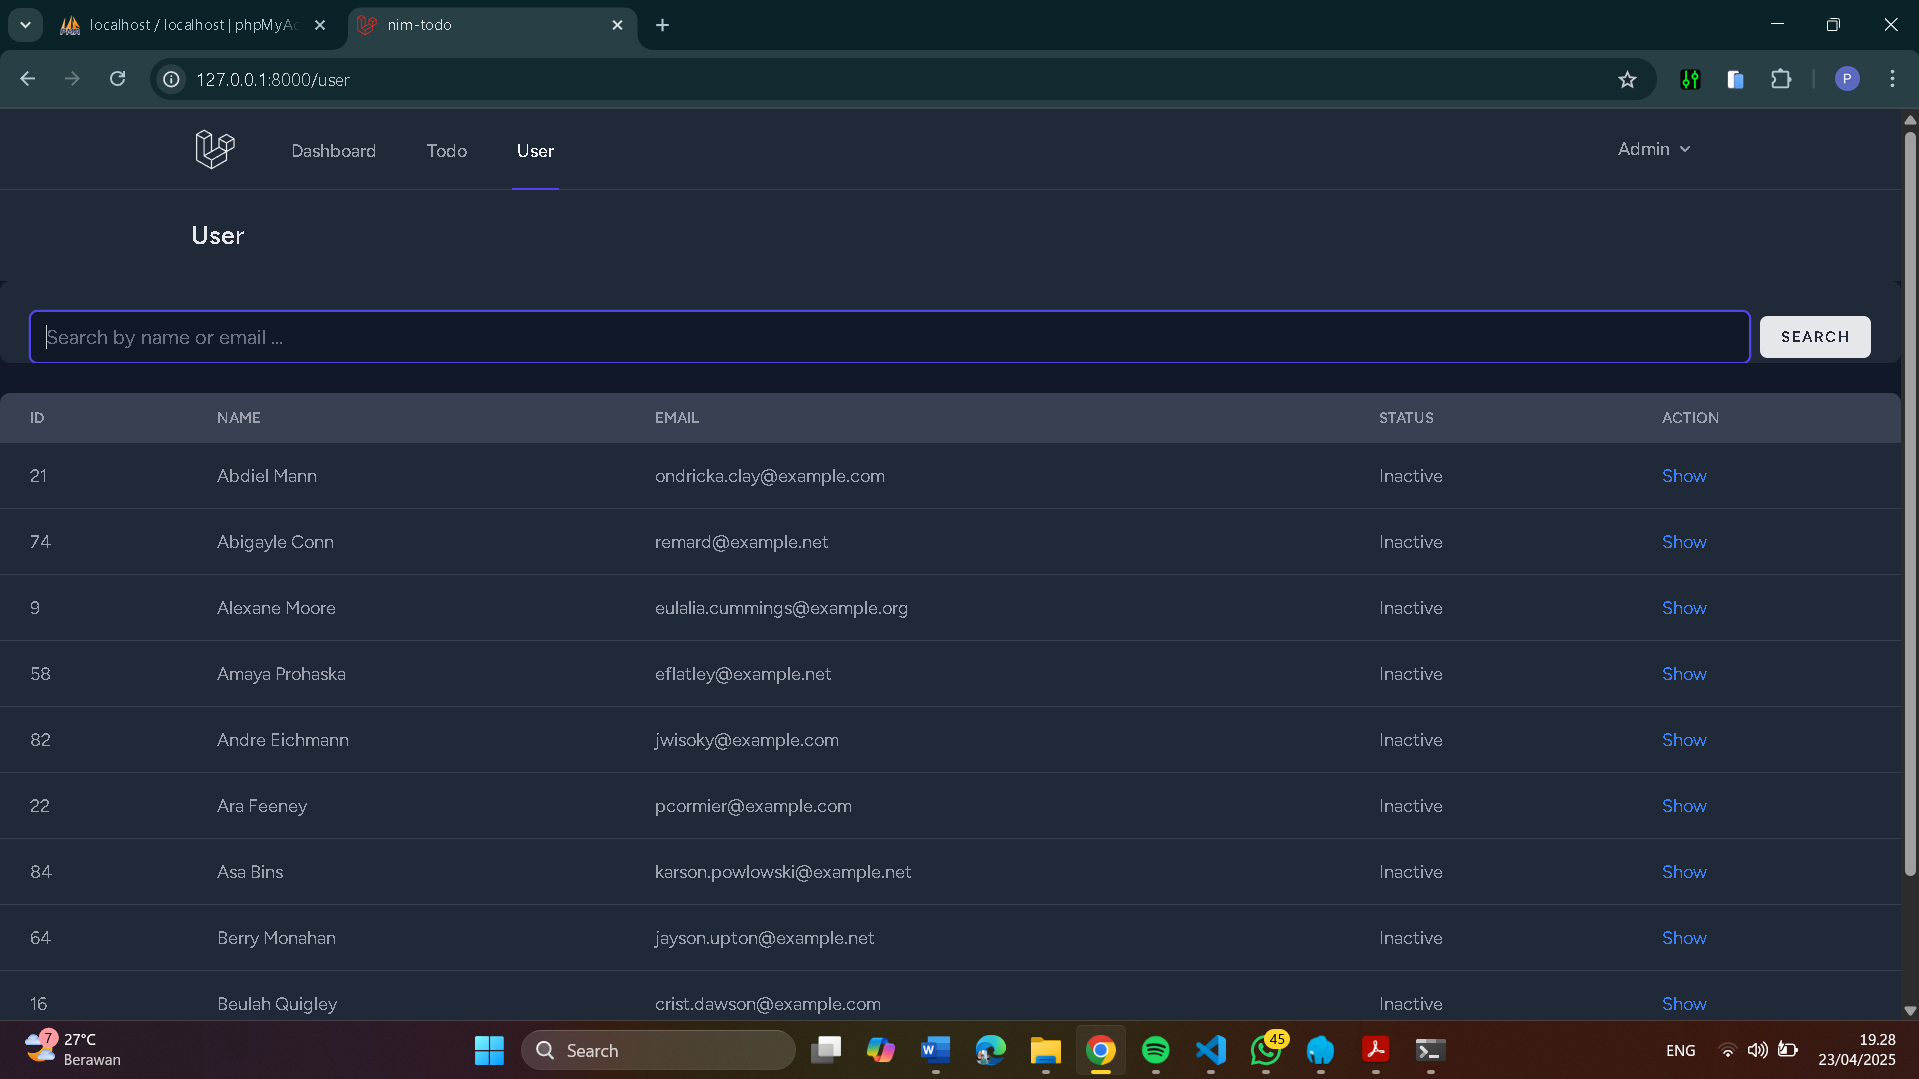 localhost / localhost | phpMyAd
nim-todo
127.0.0.1:8000/user
P
Dashboard
Todo
User
Admin
User
Search by name or email ...
SEARCH
ID NAME EMAIL STATUS ACTION
21 Abdiel Mann ondricka.clay@example.com Inactive Show
74 Abigayle Conn remard@example.net Inactive Show
9 Alexane Moore eulalia.cummings@example.org Inactive Show
58 Amaya Prohaska eflatley@example.net Inactive Show
82 Andre Eichmann jwisoky@example.com Inactive Show
22 Ara Feeney pcormier@example.com Inactive Show
84 Asa Bins karson.powlowski@example.net Inactive Show
64 Berry Monahan jayson.upton@example.net Inactive Show
16 Beulah Quigley crist.dawson@example.com Inactive Show
7
27°C
Berawan
Search
W
45
ENG
19.28
23/04/2025